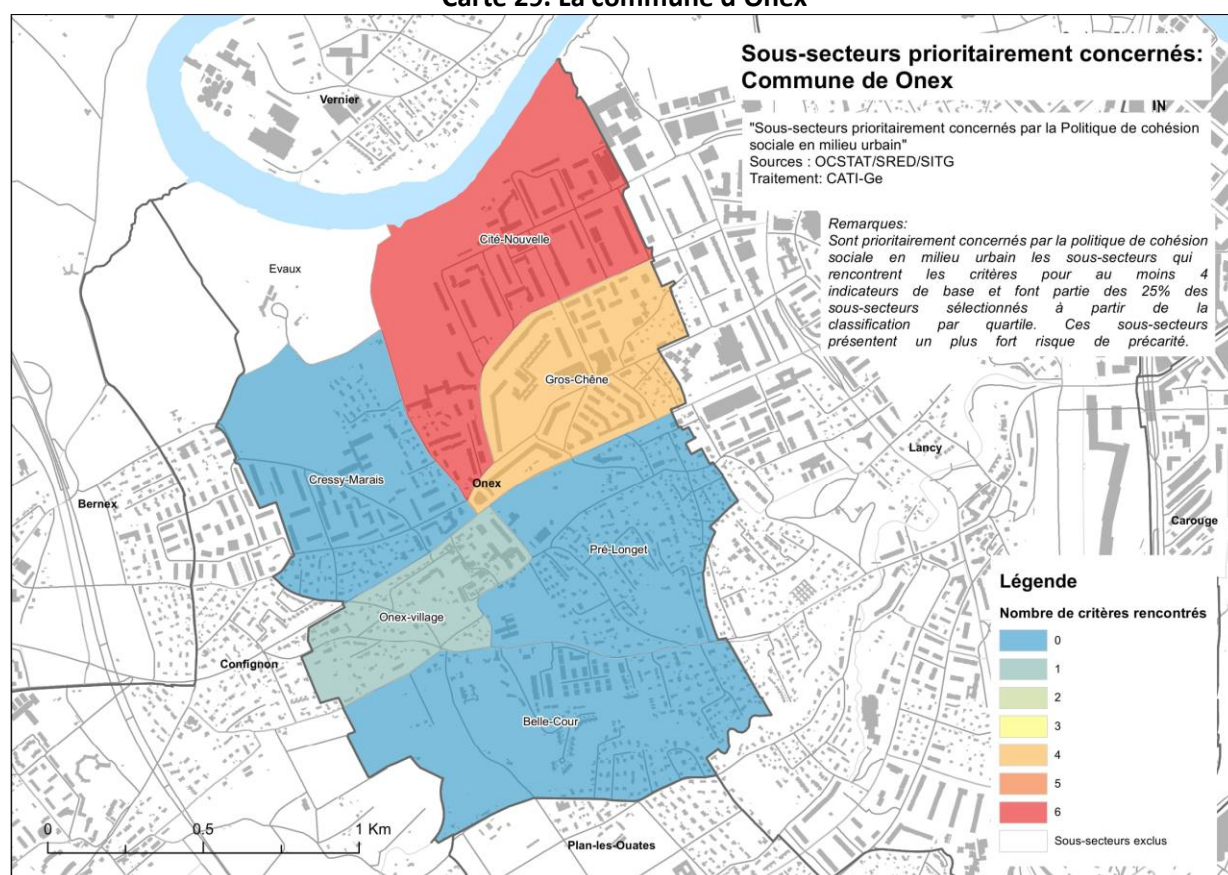 Carte 29: La commune d'Onex
Sous-secteurs prioritairement concernés:
Commune de Onex
"Sous-secteurs prioritairement concernés par la Politique de cohésion
sociale en milieu urbain"
Sources : OCSTAT/SRED/SITG
Traitement: CATI-Ge
Remarques:
Sont prioritairement concernés par la politique de cohésion
sociale en milieu urbain les sous-secteurs qui
rencontrent les critères pour au moins 4
indicateurs de base et font partie des 25% des
sous-secteurs sélectionnés à partir de la
classification par quartile. Ces sous-secteurs
présentent un plus fort risque de précarité.
Vernier
Cité-Nouvelle
Evaux
Gros-Chêne
Lancy
Cressy-Marais
Onex
Bernex
Carouge
Pré-Longet
Onex-village
Confignon
Belle-Cour
Plan-les-Ouates
Légende
Nombre de critères rencontrés
0
1
2
3
4
5
6
Sous-secteurs exclus
0 0.5 1 Km